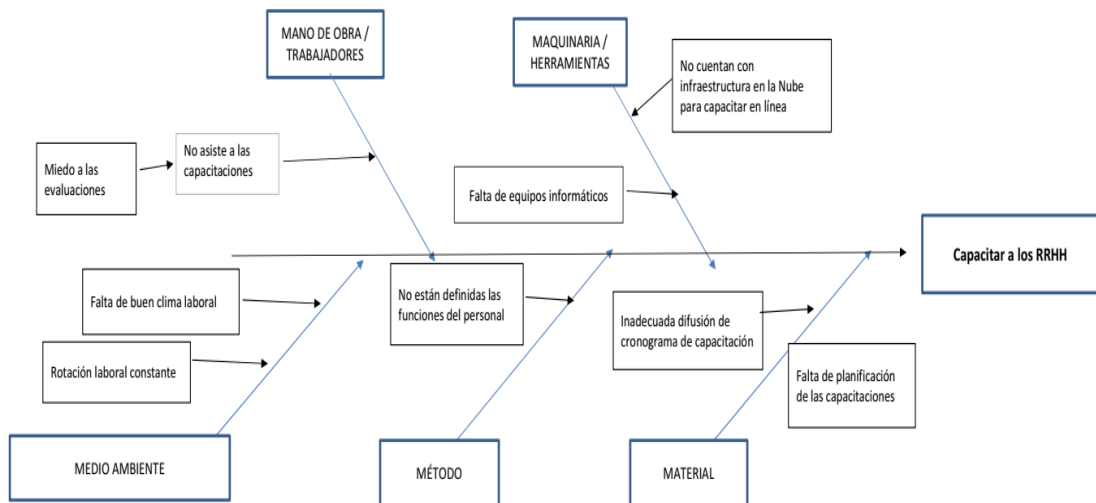 MANO DE OBRA /
TRABAJADORES
MAQUINARIA /
HERRAMIENTAS
No cuentan con
infraestructura en la Nube
para capacitar en línea
Miedo a las
evaluaciones
No asiste a las
capacitaciones
Falta de equipos informáticos
Capacitar a los RRHH
Falta de buen clima laboral
No están definidas las
funciones del personal
Inadecuada difusión de
cronograma de capacitación
Rotación laboral constante
Falta de planificación
de las capacitaciones
MEDIO AMBIENTE
MÉTODO
MATERIAL